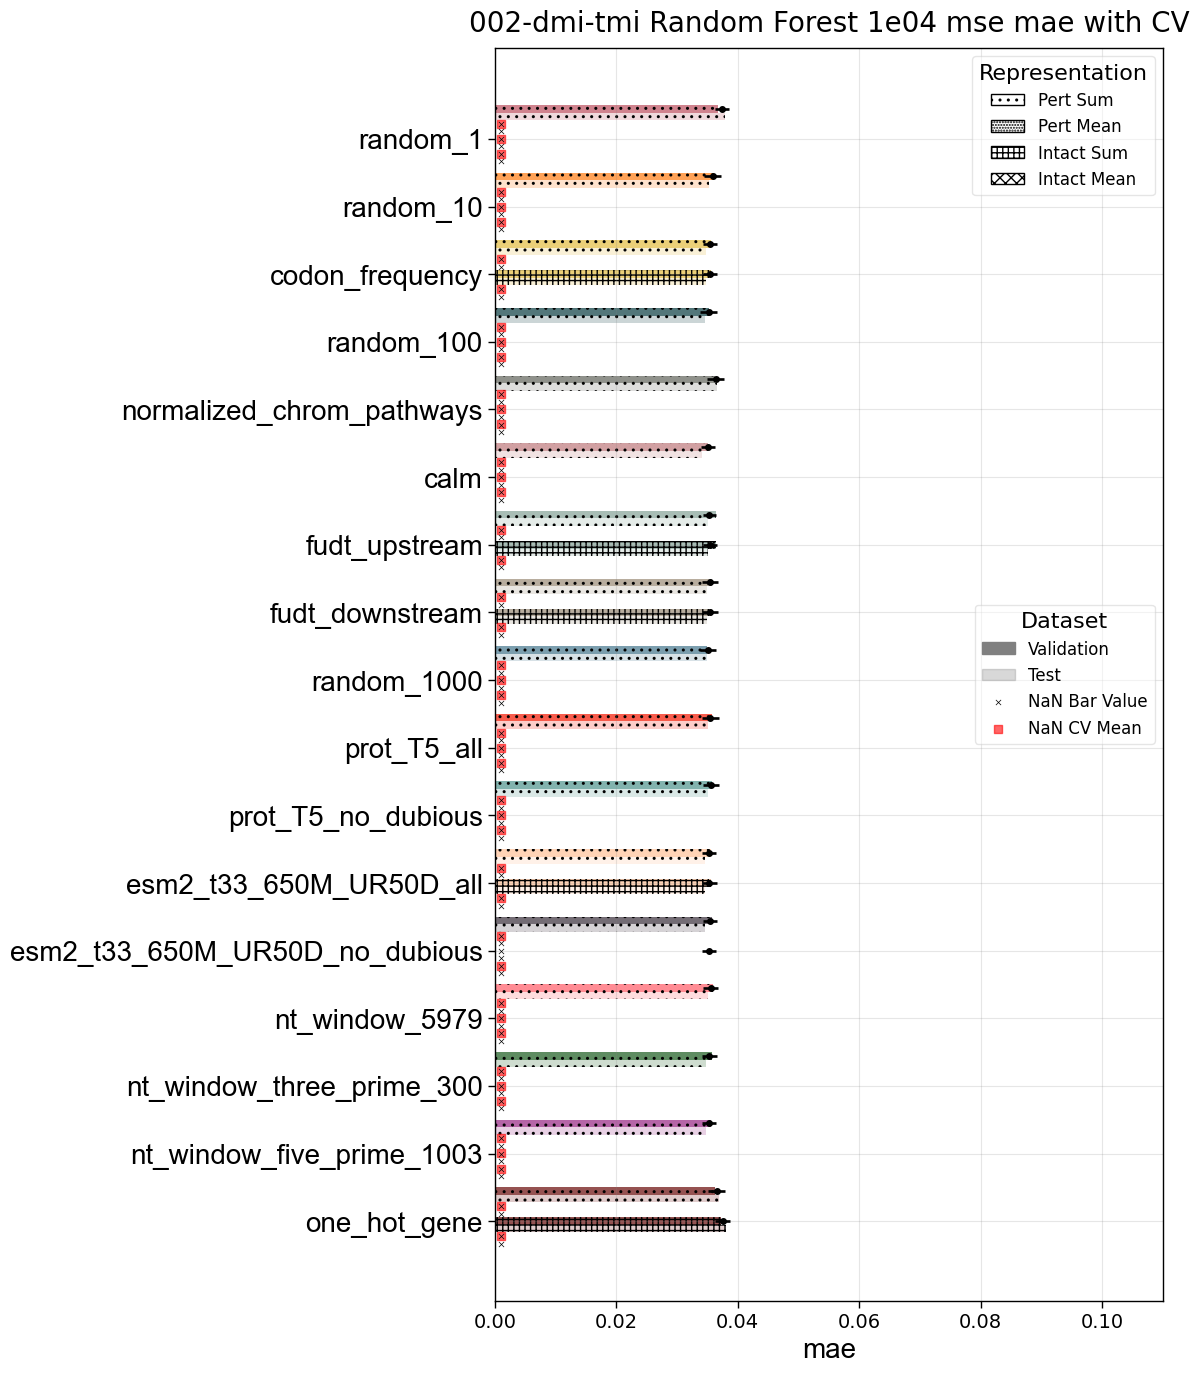 002-dmi-tmi Random Forest 1e04 mse mae with CV
Representation
Pert Sum
Pert Mean
Intact Sum
Intact Mean
random_1
random_10
codon_frequency
random_100
normalized_chrom_pathways
calm
fudt_upstream
fudt_downstream
random_1000
prot_T5_all
prot_T5_no_dubious
esm2_t33_650M_UR50D_all
esm2_t33_650M_UR50D_no_dubious
nt_window_5979
nt_window_three_prime_300
nt_window_five_prime_1003
one_hot_gene
Dataset
Validation
Test
NaN Bar Value
NaN CV Mean
0.00 0.02 0.04 0.06 0.08 0.10
mae